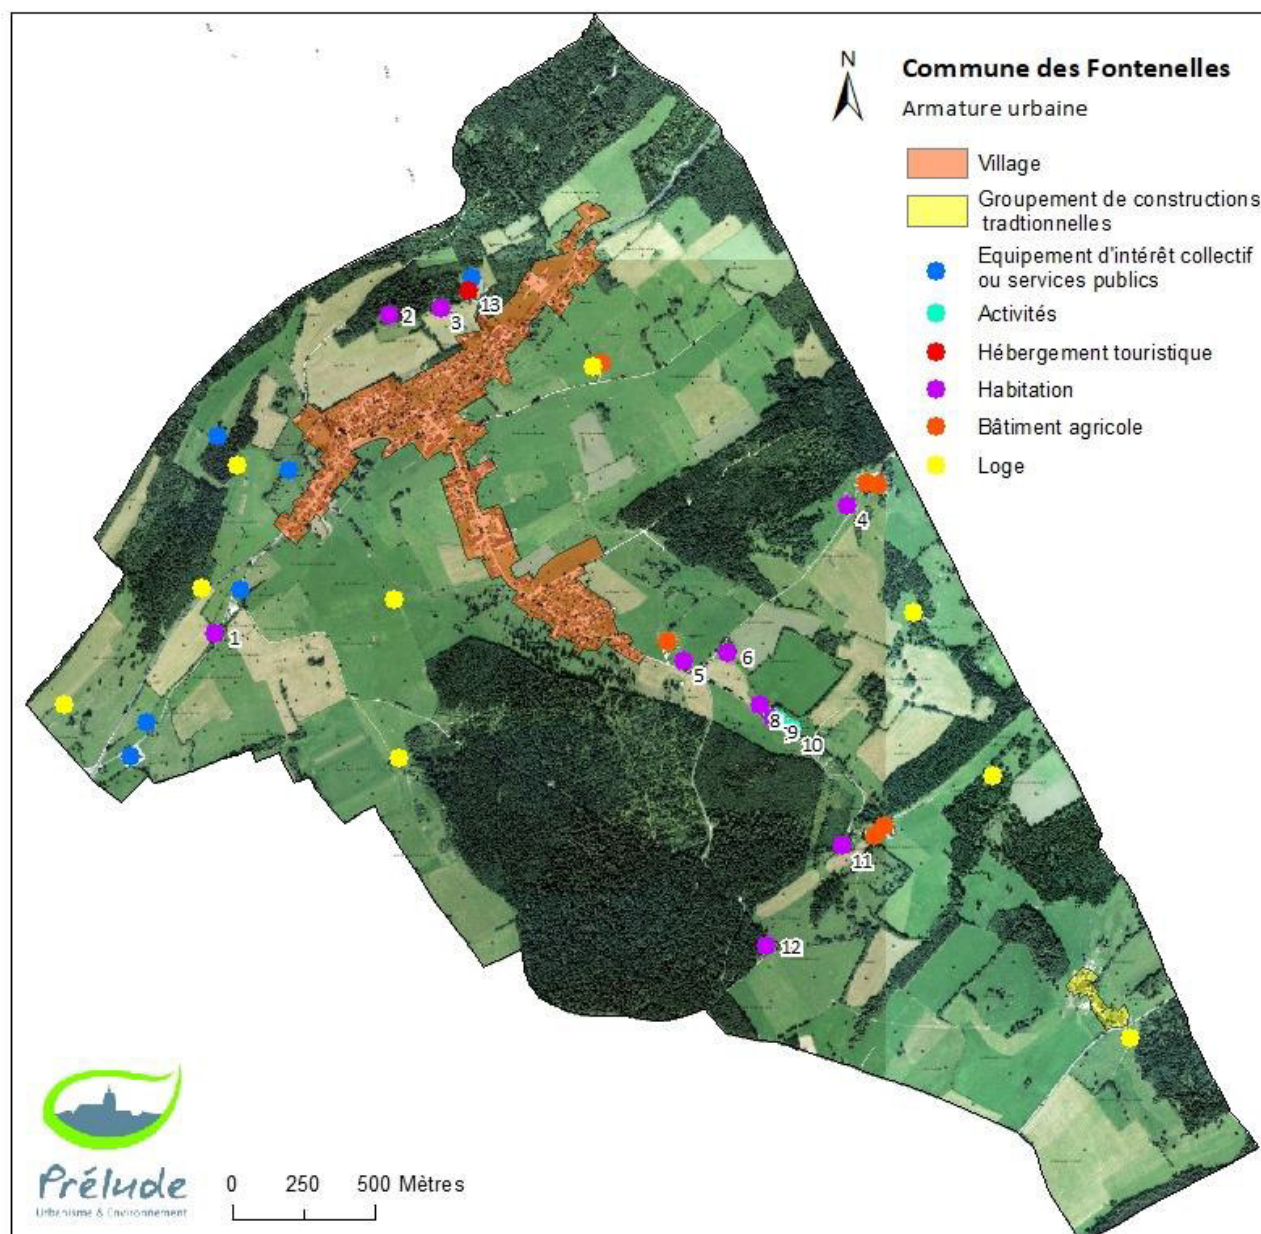 N
Commune des Fontenelles
Armature urbaine
Village
Groupement de constructions
tradtionnelles
Equipement d'intérêt collectif
ou services publics
Activités
Hébergement touristique
Habitation
Bâtiment agricole
Loge
13
2
3
4
1
6
5
8
9
10
11
12
Prélude
Urbanisme & Environnement
0 250 500 Mètres